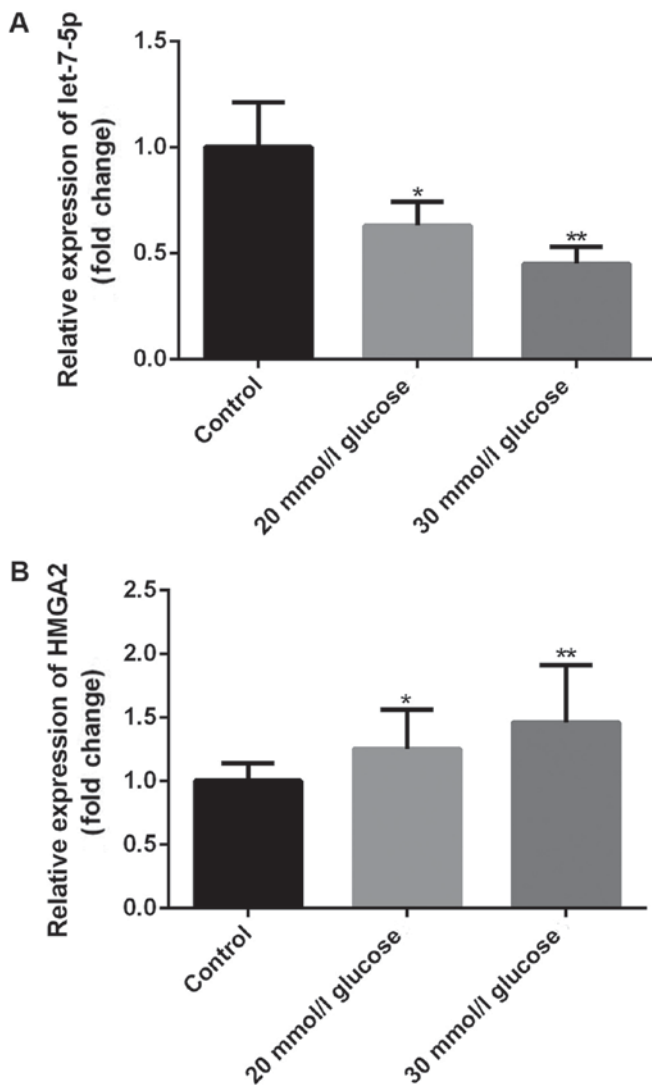 A
Relative expression of let-7-5p
(fold change)
1.5
1.0
0.5
0.0
*
**
Control
20 mmol/l glucose
30 mmol/l glucose
B
Relative expression of HMGA2
(fold change)
2.5
2.0
1.5
1.0
0.5
0.0
*
**
Control
20 mmol/l glucose
30 mmol/l glucose